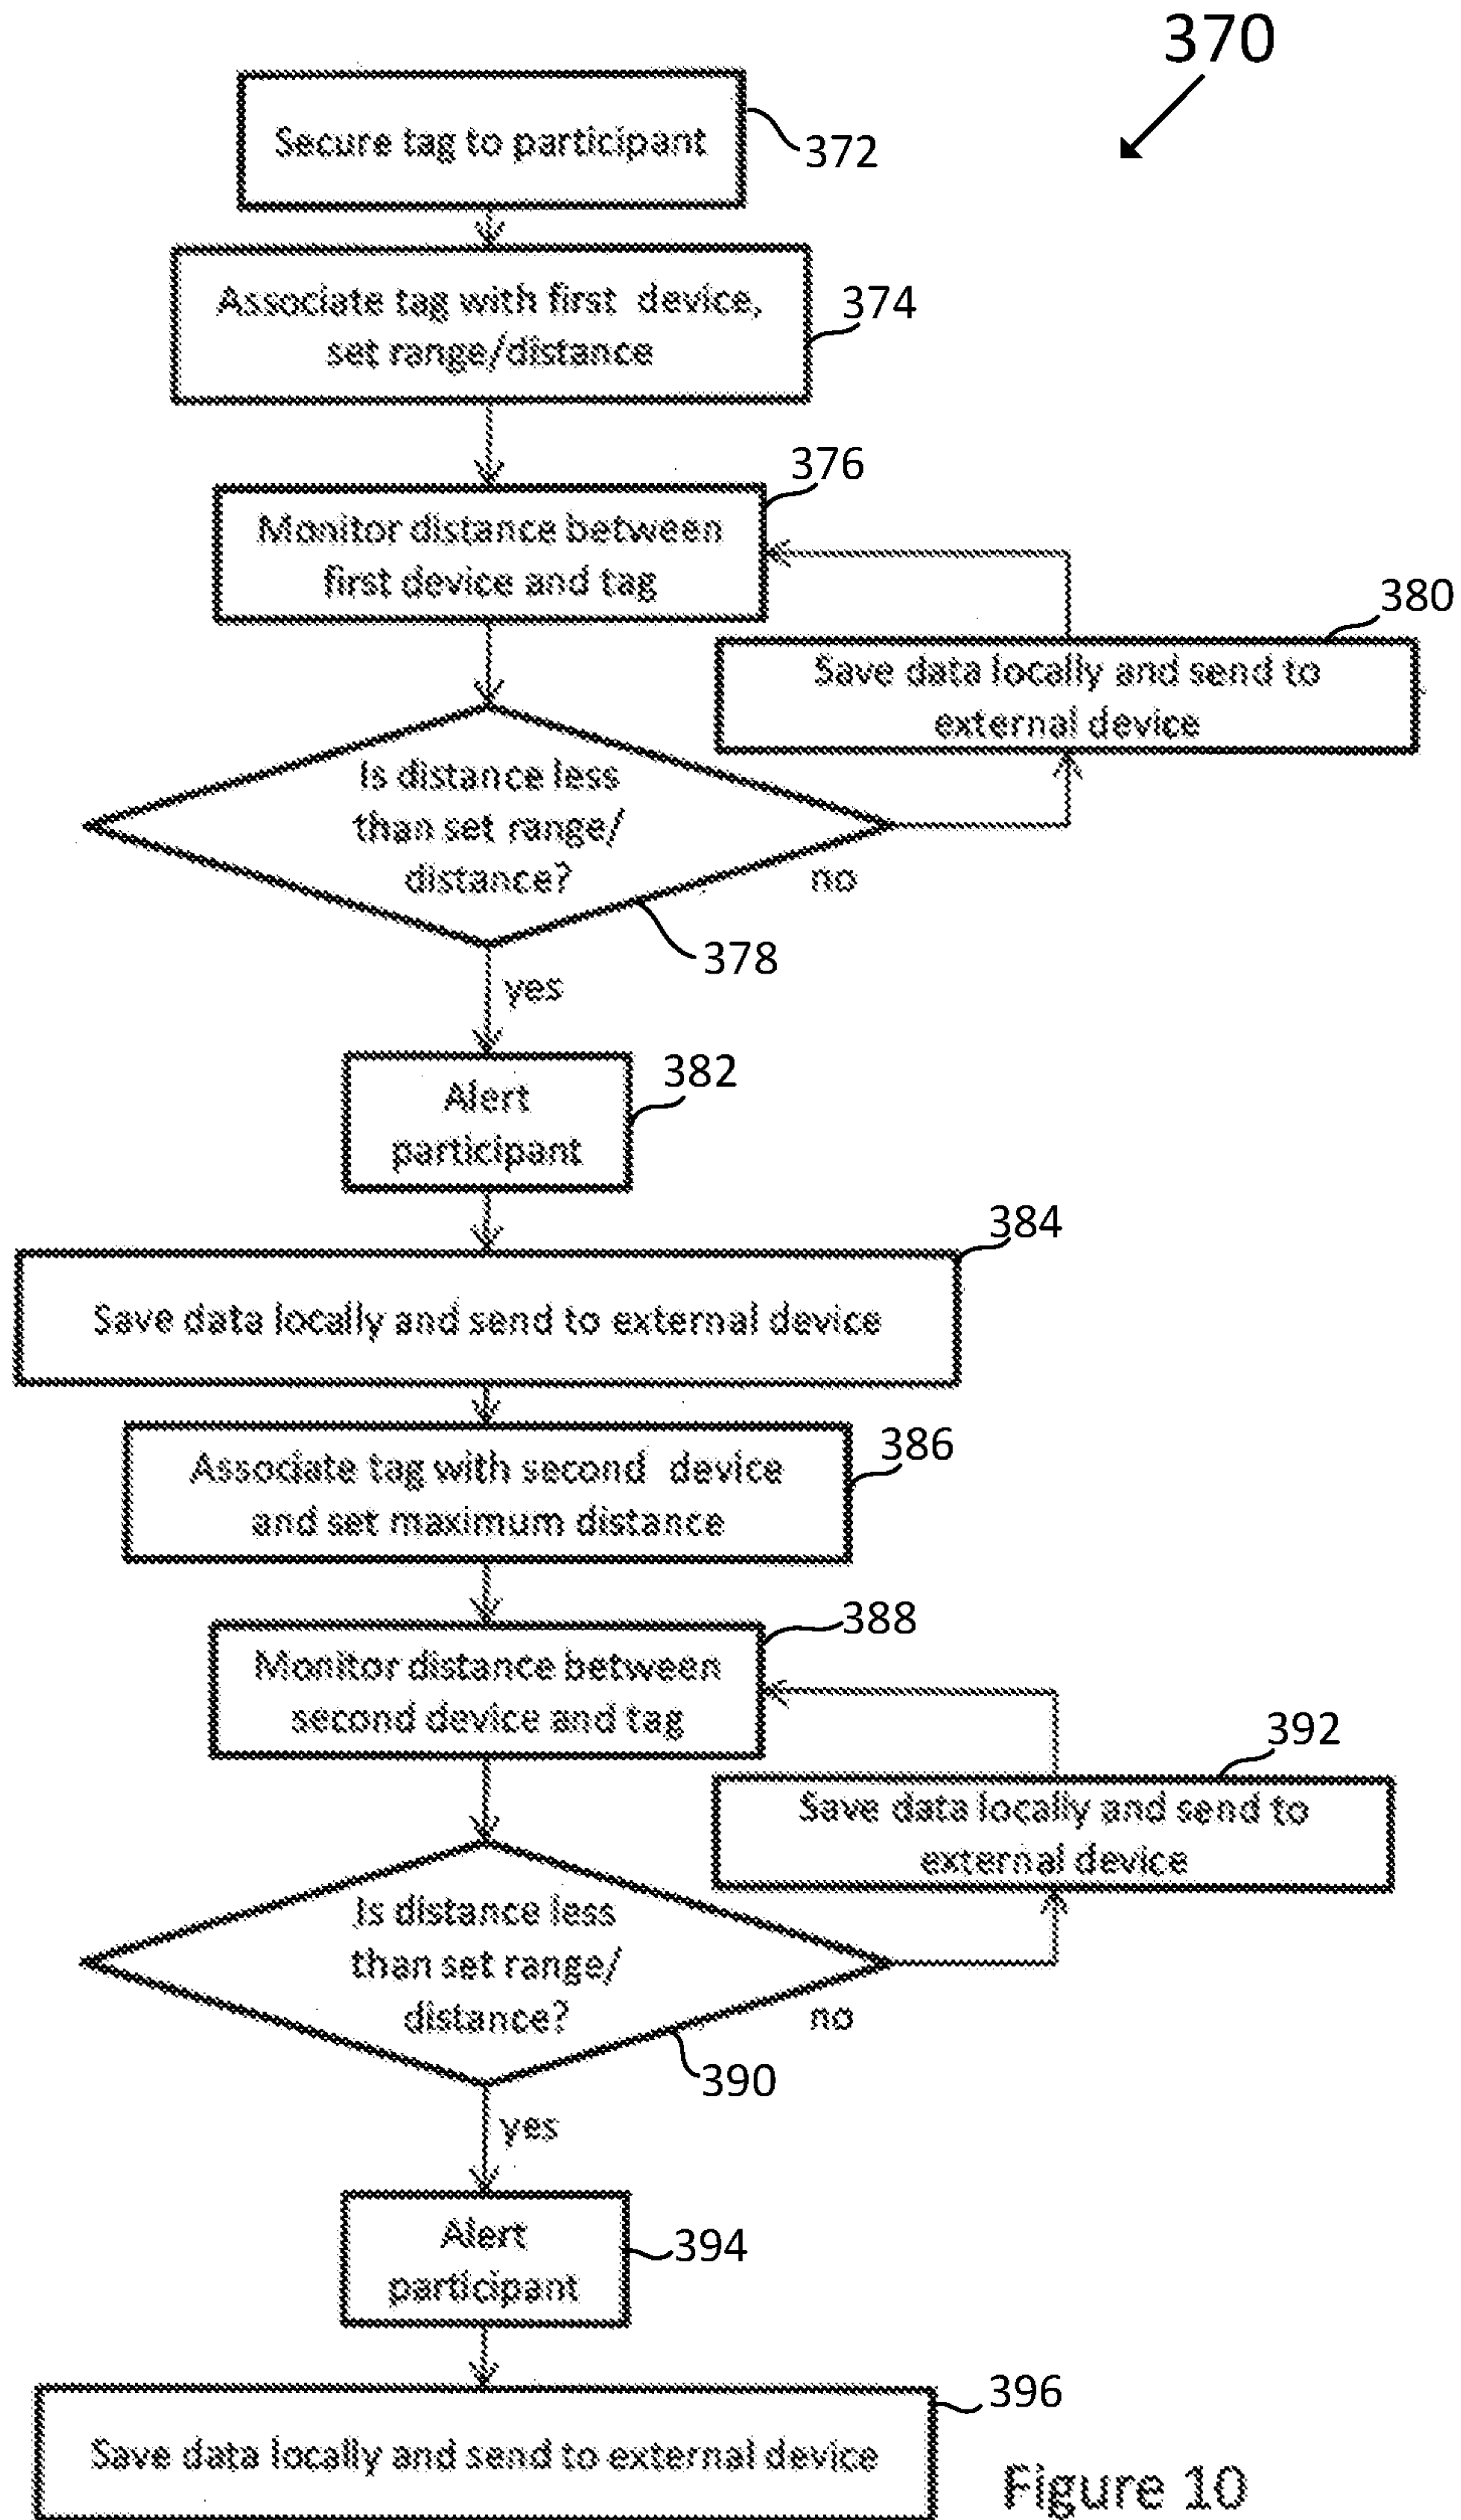 370
Secure tag to participant
372
Associate tag with first device,
set range/distance
374
376
Monitor distance between
first device and tag
380
Save data locally and send to
external device
Is distance less
than set range/
distance?
no
378
yes
382
Alert
participant
384
Save data locally and send to external device
386
Associate tag with second device
and set maximum distance
388
Monitor distance between
second device and tag
392
Save data locally and send to
external device
Is distance less
than set range/
distance?
no
390
yes
Alert
participant
394
396
Save data locally and send to external device
Figure 10